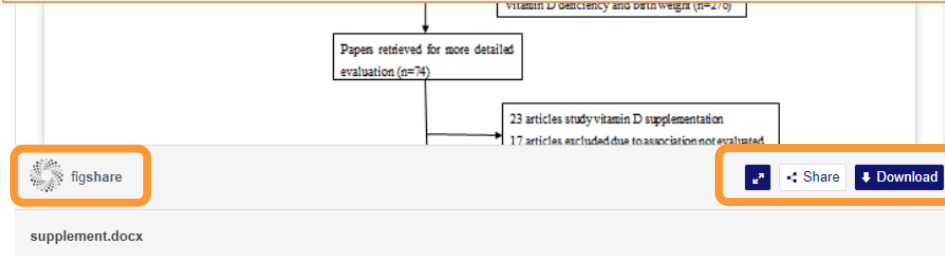 vitamin D deficiency and birth weight (n=276)
Papers retrieved for more detailed
evaluation (n=74)
23 articles study vitamin D supplementation
17 articles excluded due to association not evaluated
figshare
Share
Download
supplement.docx